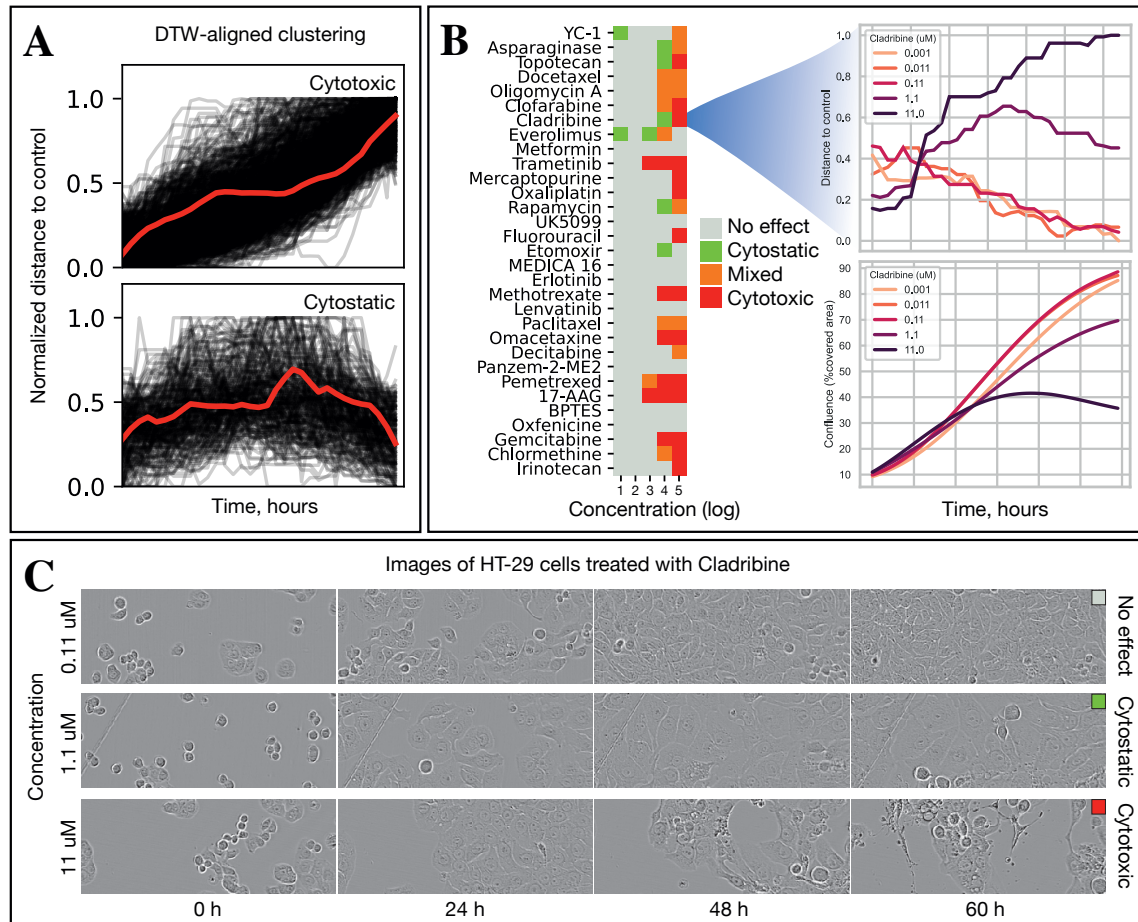 A
DTW-aligned clustering
Normalized distance to control
Cytotoxic
1.0
0.5
0.0
Cytostatic
1.0
0.5
0.0
Time, hours
B
YC-1
Asparaginase
Topotecan
Docetaxel
Oligomycin A
Clofarabine
Cladribine
Everolimus
Metformin
Trametinib
Mercaptopurine
Oxaliplatin
Rapamycin
UK5099
Fluorouracil
Etomoxir
MEDICA 16
Erlotinib
Methotrexate
Lenvatinib
Paclitaxel
Omacetaxine
Decitabine
Panzem-2-ME2
Pemetrexed
17-AAG
BPTES
Oxfenicine
Gemcitabine
Chlormethine
Irinotecan
1 2 3 4 5
Concentration (log)
No effect
Cytostatic
Mixed
Cytotoxic
Distance to control
1.0
0.8
0.6
0.4
0.2
0.0
Cladribine (uM)
0.001
0.011
0.11
1.1
11.0
Confluence (%covered area)
90
80
70
60
50
40
30
20
10
Cladribine (uM)
0.001
0.011
0.11
1.1
11.0
Time, hours
C
Images of HT-29 cells treated with Cladribine
Concentration
0.11 uM
No effect
1.11 uM
Cytostatic
11 uM
Cytotoxic
0 h
24 h
48 h
60 h